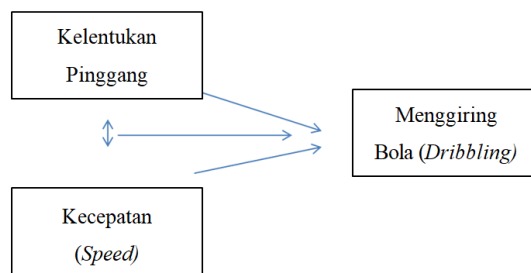 Kelentukan
Pinggang
Menggiring
Bola (Dribbling)
Kecepatan
(Speed)